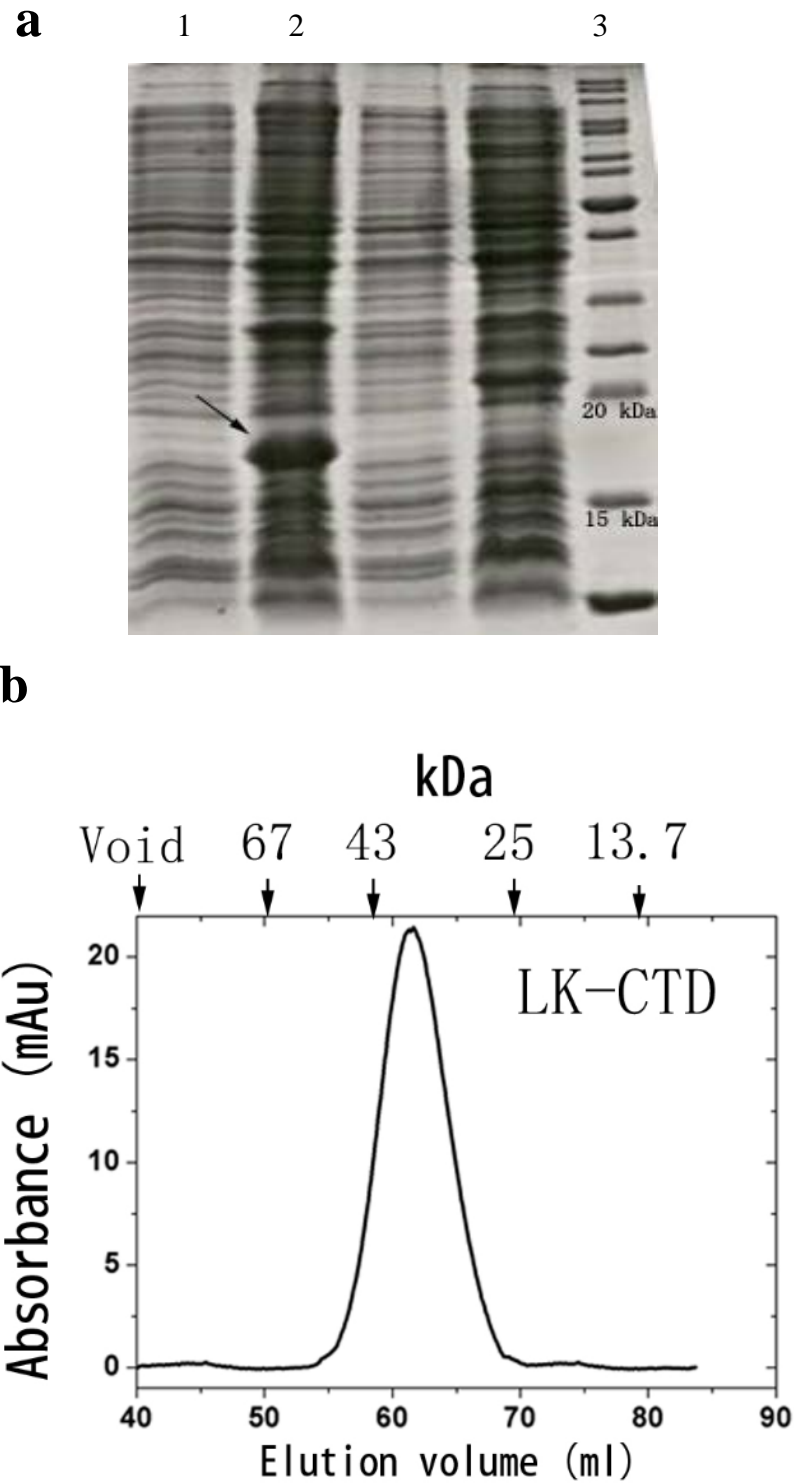 a
1 2 3
20 kDa
15 kDa
b
kDa
Void 67 43 25 13.7
LK-CTD
20
15
10
5
0
Absorbance (mAu)
40 50 60 70 80 90
Elution volume (ml)